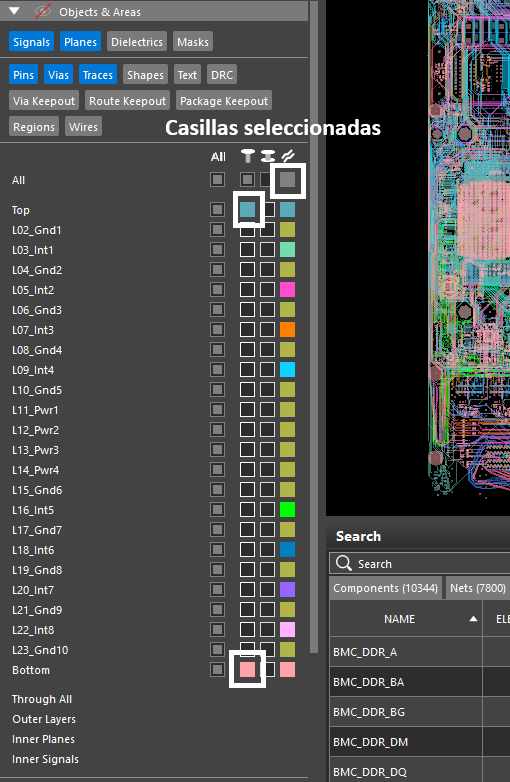 Objects & Areas
Signals Planes Dielectrics Masks
Pins Vias Traces Shapes Text DRC
Via Keepout Route Keepout Package Keepout
Regions Wires
Casillas seleccionadas
All
All
Top
L02_Gnd1
L03_Int1
L04_Gnd2
L05_Int2
L06_Gnd3
L07_Int3
L08_Gnd4
L09_Int4
L10_Gnd5
L11_Pwr1
L12_Pwr2
L13_Pwr3
L14_Pwr4
L15_Gnd6
L16_Int5
L17_Gnd7
L18_Int6
L19_Gnd8
L20_Int7
L21_Gnd9
L22_Int8
L23_Gnd10
Bottom
Through All
Outer Layers
Inner Planes
Inner Signals
Search
Search
Components (10344) Nets (7800)
NAME ELE
BMC_DDR_A
BMC_DDR_BA
BMC_DDR_BG
BMC_DDR_DM
BMC_DDR_DQ